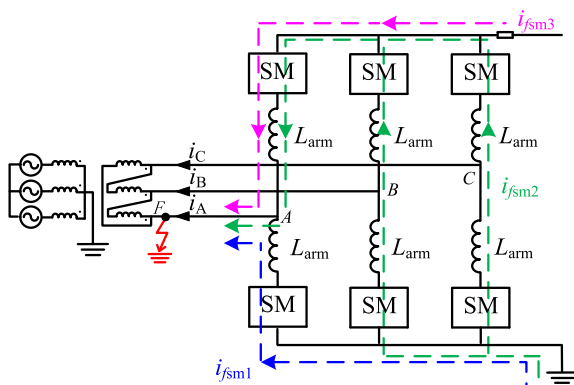 i_fsm3
SM SM SM
L_arm L_arm L_arm
i_C
i_B
i_A
F
A
B
C
i_fsm2
L_arm L_arm L_arm
SM SM SM
i_fsm1